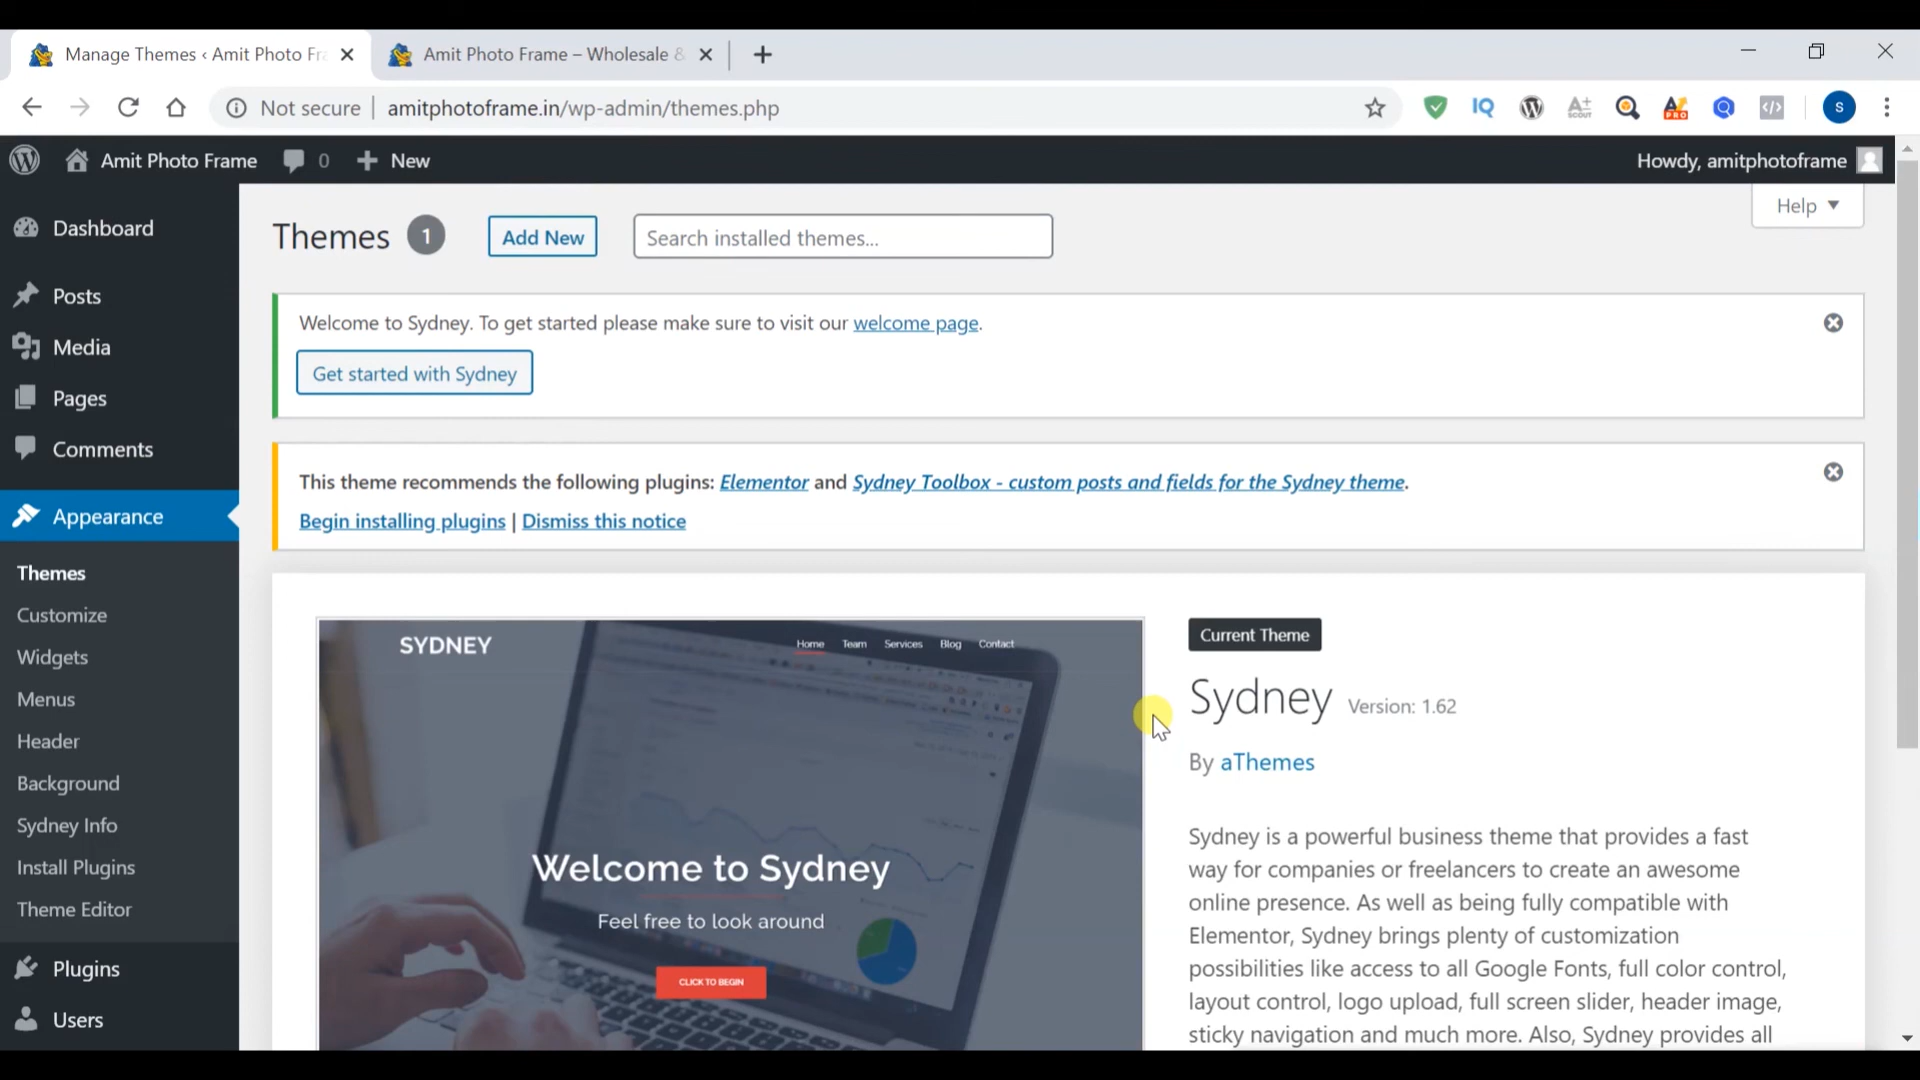 Manage Themes ‹ Amit Photo Fr
Amit Photo Frame – Wholesale &
Not secure
amitphotoframe.in/wp-admin/themes.php
IQ
A+
SCOUT
PRO
S
Amit Photo Frame
0
New
Howdy, amitphotoframe
Dashboard
Posts
Media
Pages
Comments
Appearance
Themes
Customize
Widgets
Menus
Header
Background
Sydney Info
Install Plugins
Theme Editor
Plugins
Users
Help
Themes 1
Add New
Search installed themes...
Welcome to Sydney. To get started please make sure to visit our welcome page.
Get started with Sydney
This theme recommends the following plugins: Elementor and Sydney Toolbox - custom posts and fields for the Sydney theme.
Begin installing plugins | Dismiss this notice
SYDNEY
Home Team Services Blog Contact
Welcome to Sydney
Feel free to look around
CLICK TO BEGIN
Current Theme
Sydney Version: 1.62
By aThemes
Sydney is a powerful business theme that provides a fast
way for companies or freelancers to create an awesome
online presence. As well as being fully compatible with
Elementor, Sydney brings plenty of customization
possibilities like access to all Google Fonts, full color control,
layout control, logo upload, full screen slider, header image,
sticky navigation and much more. Also, Sydney provides all